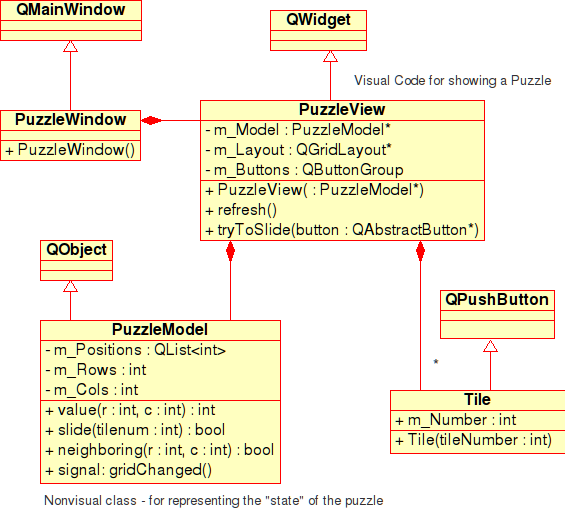 QMainWindow
QWidget
Visual Code for showing a Puzzle
PuzzleWindow
+ PuzzleWindow()
PuzzleView
- m_Model : PuzzleModel*
- m_Layout : QGridLayout*
- m_Buttons : QButtonGroup
+ PuzzleView( : PuzzleModel*)
+ refresh()
+ tryToSlide(button : QAbstractButton*)
QObject
PuzzleModel
- m_Positions : QList<int>
- m_Rows : int
- m_Cols : int
+ value(r : int, c : int) : int
+ slide(tilenum : int) : bool
+ neighboring(r : int, c : int) : bool
+ signal: gridChanged()
QPushButton
*
Tile
+ m_Number : int
+ Tile(tileNumber : int)
Nonvisual class - for representing the "state" of the puzzle